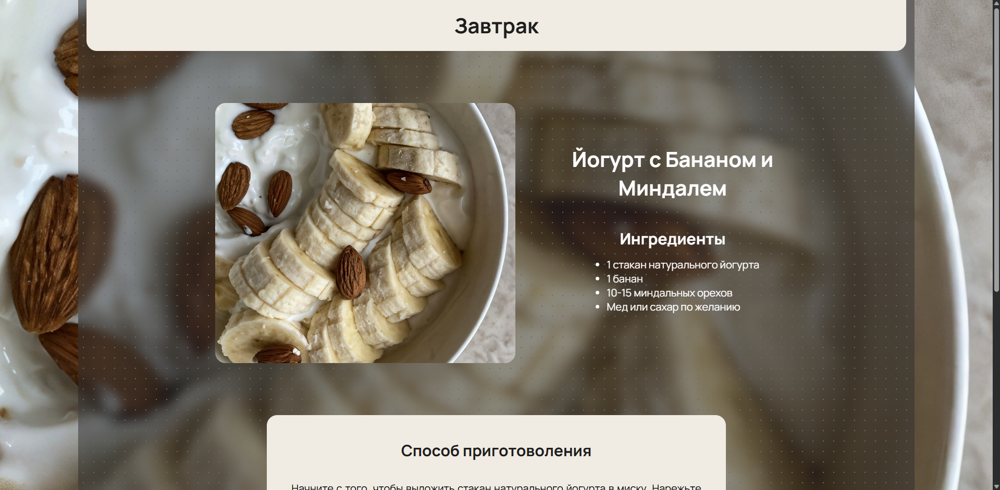 Завтрак
Йогурт с Бананом и
Миндалем
Ингредиенты
1 стакан натурального йогурта
1 банан
10-15 миндальных орехов
Мед или сахар по желанию
Способ приготоволения
Начните с того, чтобы выложить стакан натурального йогурта в миску. Нарежьте